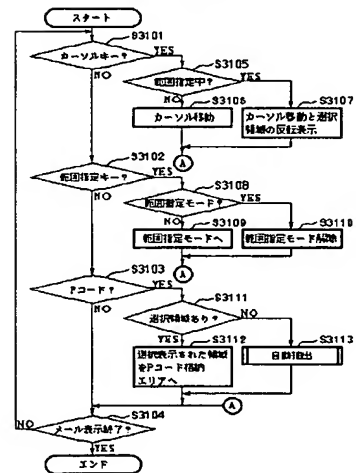 スタート
S3101
カーソルキー?
YES
NO
S3105
範囲指定中?
YES
NO
S3106
カーソル移動
S3107
カーソル移動と選択
領域の反転表示
A
S3102
範囲指定キー?
YES
NO
S3108
範囲指定モード?
YES
NO
S3109
範囲指定モードへ
S3110
範囲指定モード解除
A
S3103
Pコード?
YES
NO
S3111
選択領域あり?
NO
YES
S3112
選択表示された領域
をPコード格納
エリアへ
S3113
自動抽出
A
S3104
NO
メール表示終了?
YES
エンド